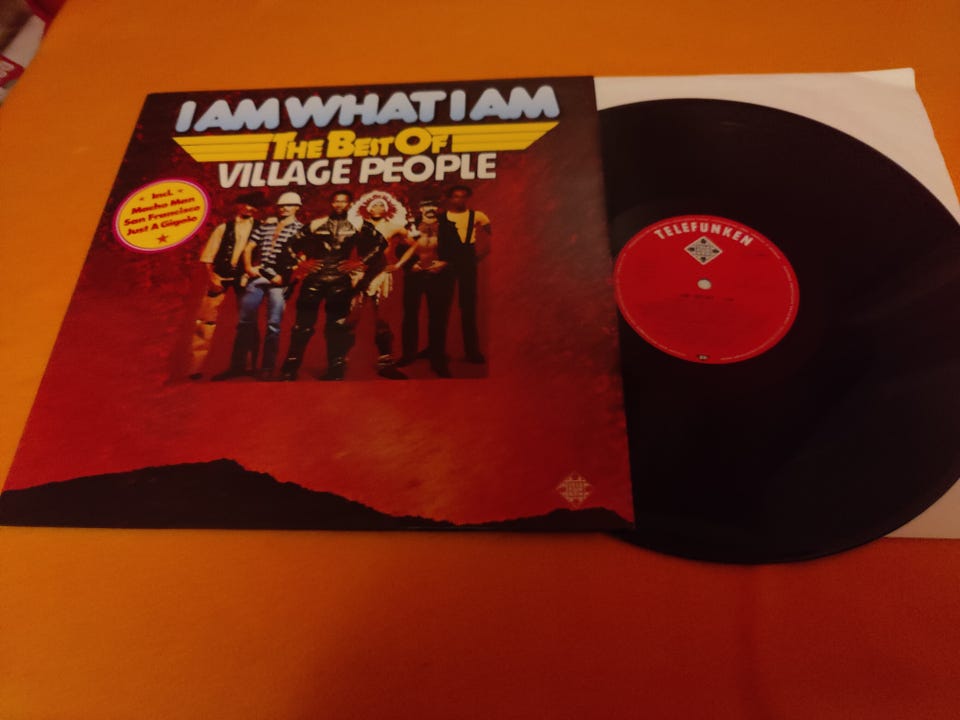 I AM WHAT I AM
THE BEST OF
VILLAGE PEOPLE
Incl.
Macho Man
San Francisco
Just A Gigolo
TELEFUNKEN